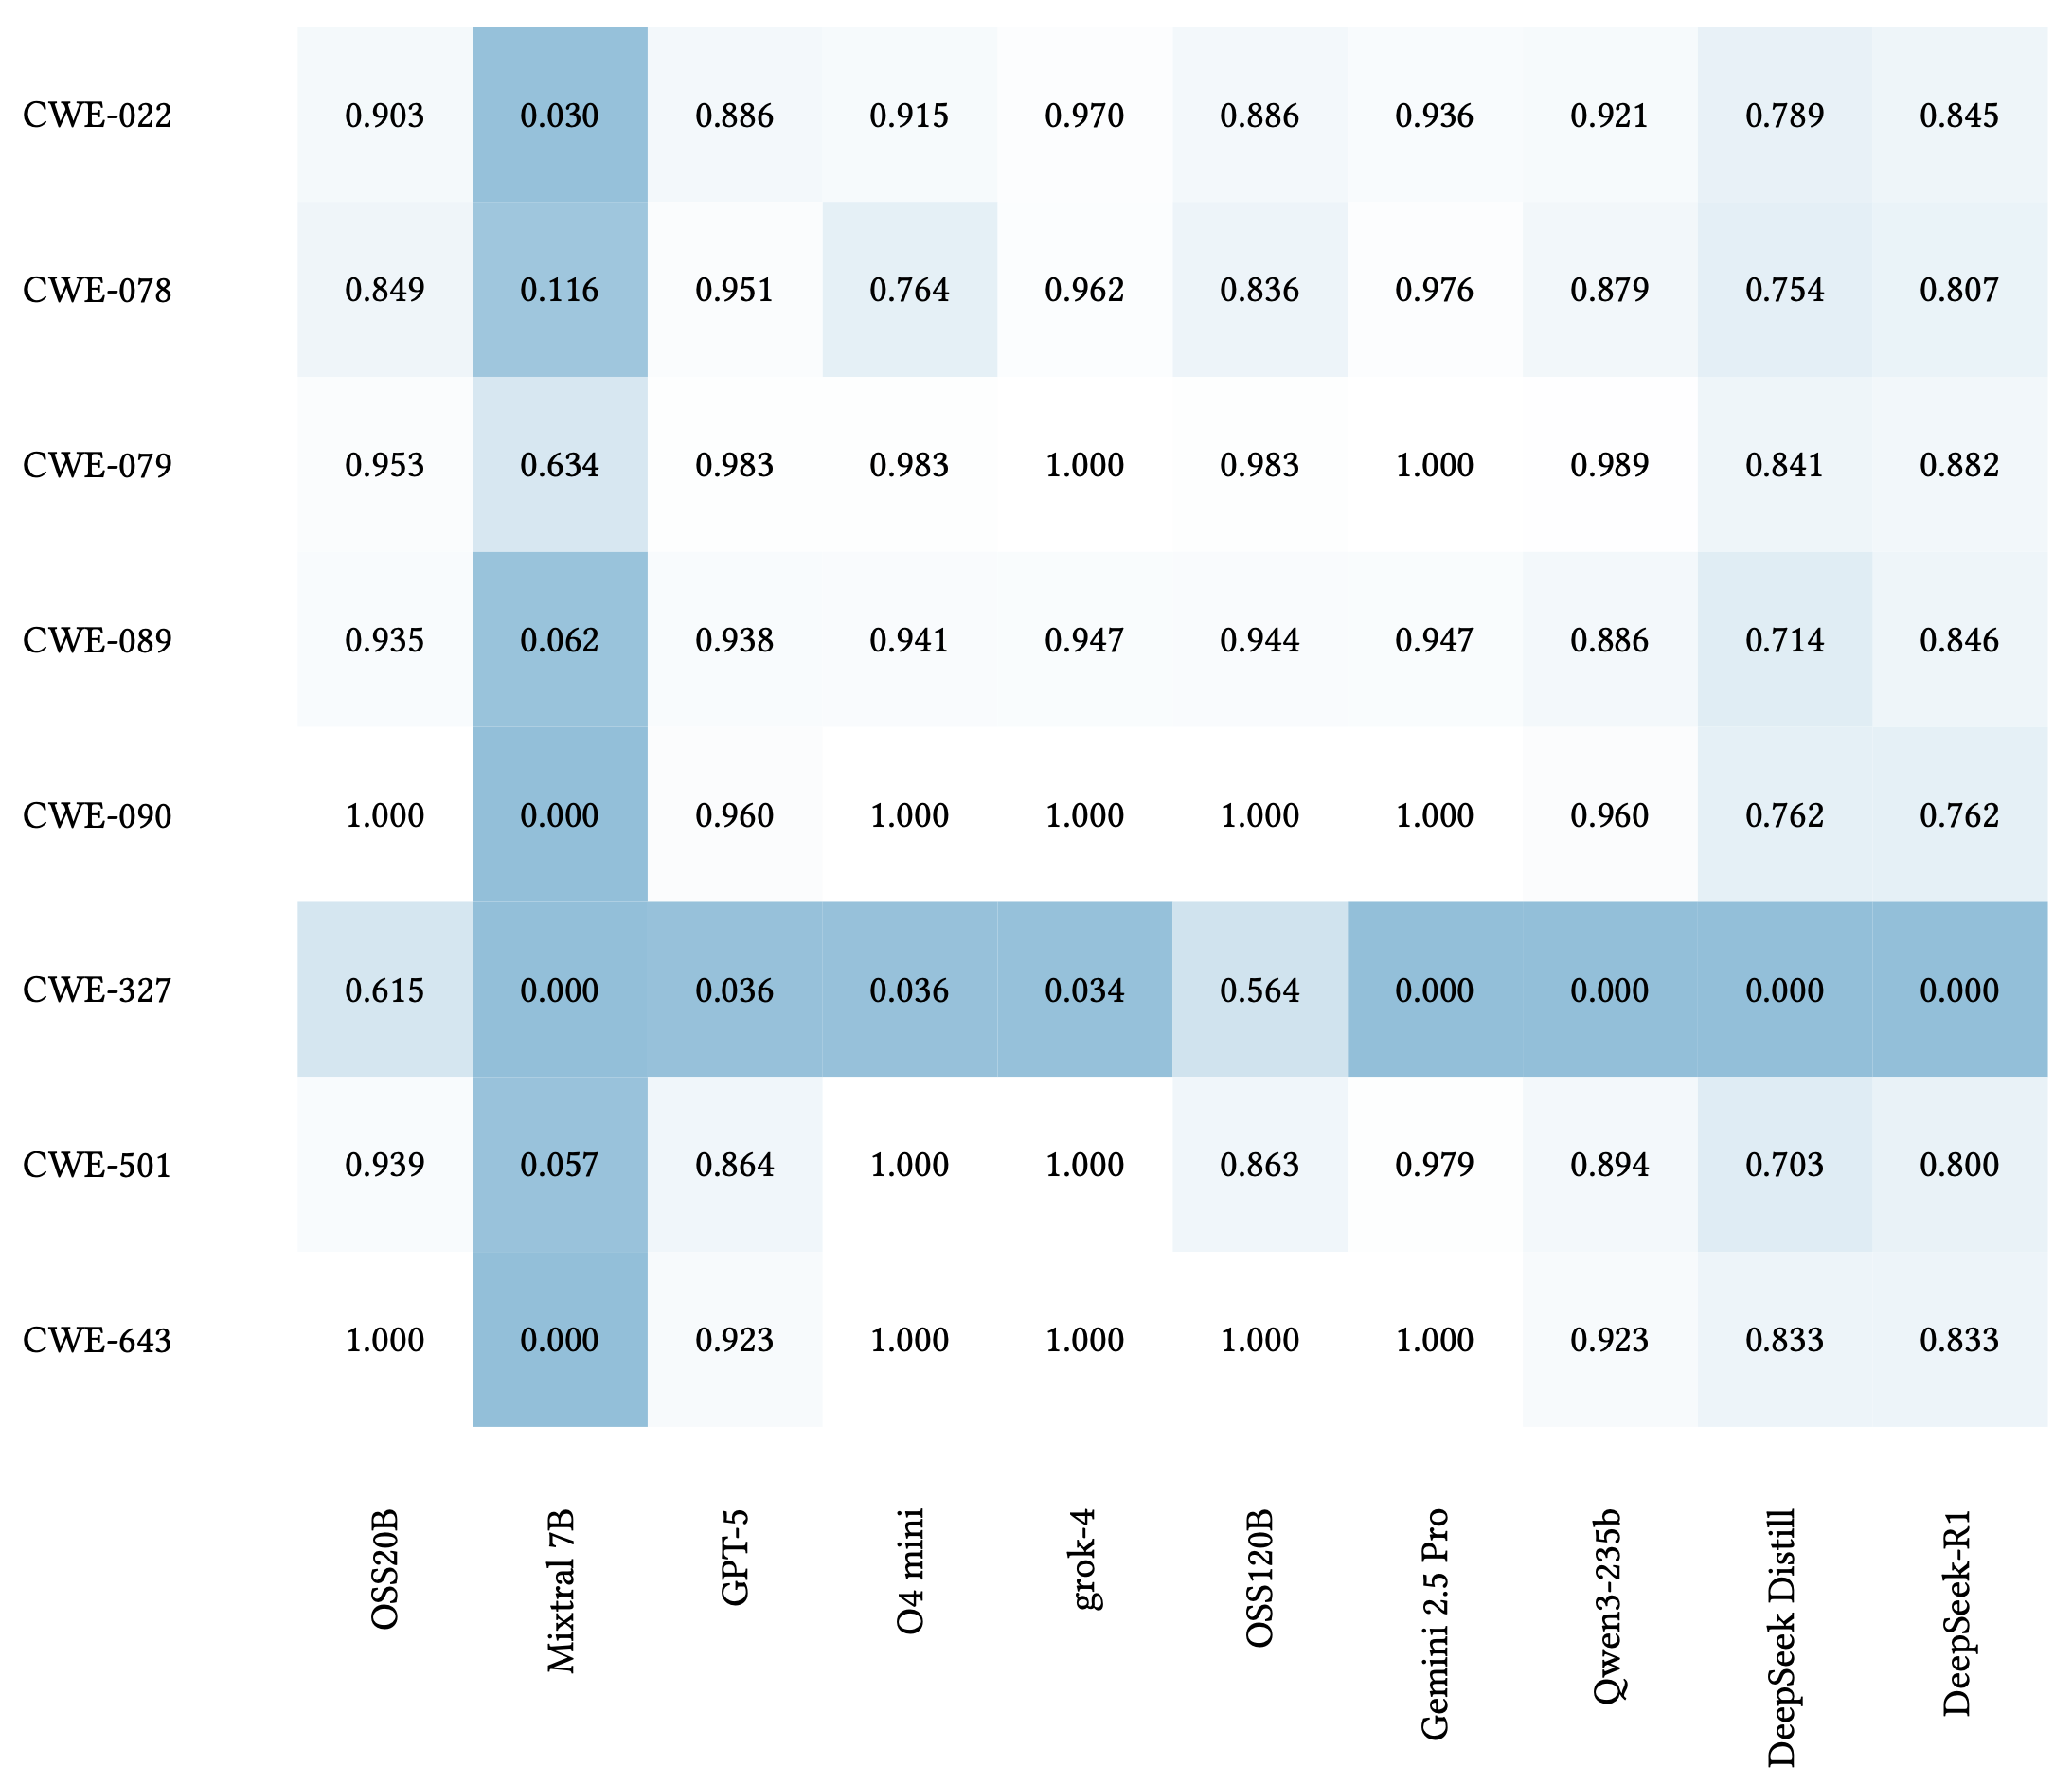 CWE-022 0.903 0.030 0.886 0.915 0.970 0.886 0.936 0.921 0.789 0.845
CWE-078 0.849 0.116 0.951 0.764 0.962 0.836 0.976 0.879 0.754 0.807
CWE-079 0.953 0.634 0.983 0.983 1.000 0.983 1.000 0.989 0.841 0.882
CWE-089 0.935 0.062 0.938 0.941 0.947 0.944 0.947 0.886 0.714 0.846
CWE-090 1.000 0.000 0.960 1.000 1.000 1.000 1.000 0.960 0.762 0.762
CWE-327 0.615 0.000 0.036 0.036 0.034 0.564 0.000 0.000 0.000 0.000
CWE-501 0.939 0.057 0.864 1.000 1.000 0.863 0.979 0.894 0.703 0.800
CWE-643 1.000 0.000 0.923 1.000 1.000 1.000 1.000 0.923 0.833 0.833
OSS20B
Mixtral 7B
GPT-5
O4 mini
grok-4
OSS120B
Gemini 2.5 Pro
Qwen3-235b
DeepSeek Distill
DeepSeek-R1